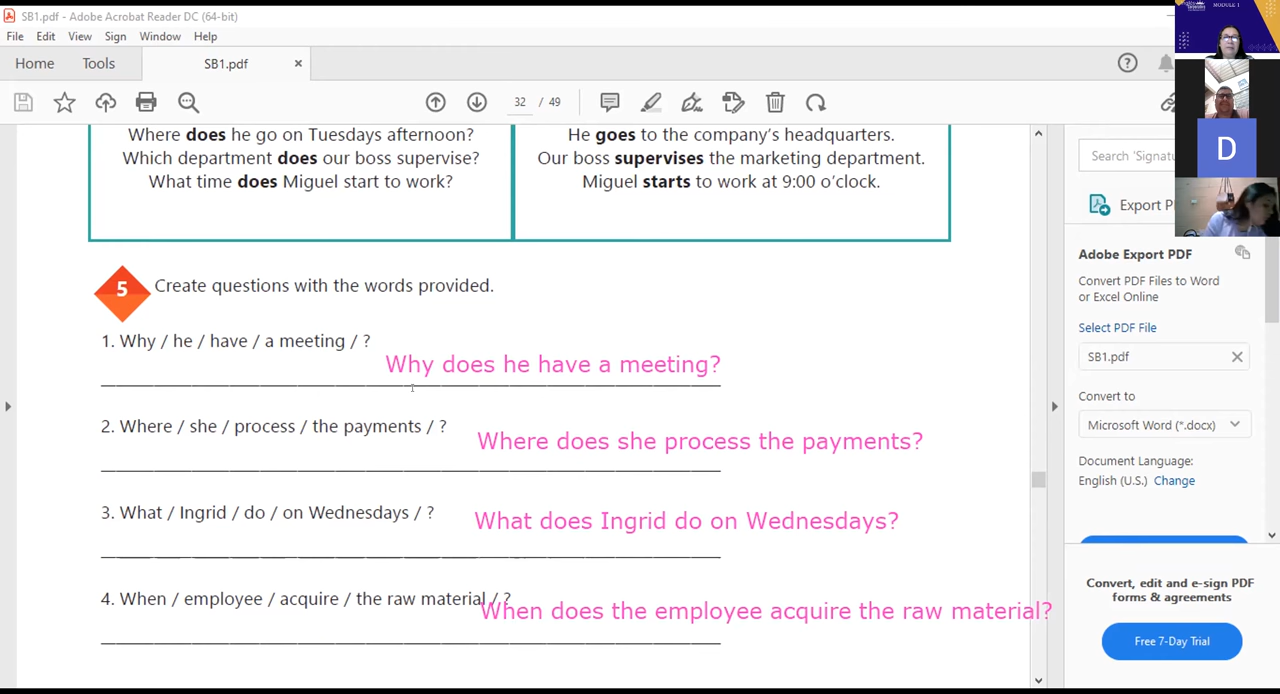 SB1.pdf - Adobe Acrobat Reader DC (64-bit)
File Edit View Sign Window Help
Home Tools SB1.pdf ×
32 / 49
MODULE 1
D
Where does he go on Tuesdays afternoon?
Which department does our boss supervise?
What time does Miguel start to work?
He goes to the company's headquarters.
Our boss supervises the marketing department.
Miguel starts to work at 9:00 o'clock.
5 Create questions with the words provided.
1. Why / he / have / a meeting / ?
Why does he have a meeting?
2. Where / she / process / the payments / ?
Where does she process the payments?
3. What / Ingrid / do / on Wednesdays / ?
What does Ingrid do on Wednesdays?
4. When / employee / acquire / the raw material / ?
When does the employee acquire the raw material?
Search
Export
Adobe Export PDF
Convert PDF Files to Word
or Excel Online
Select PDF File
SB1.pdf
Convert to
Microsoft Word (*.docx)
Document Language:
English (U.S.) Change
Convert, edit and e-sign PDF
forms & agreements
Free 7-Day Trial